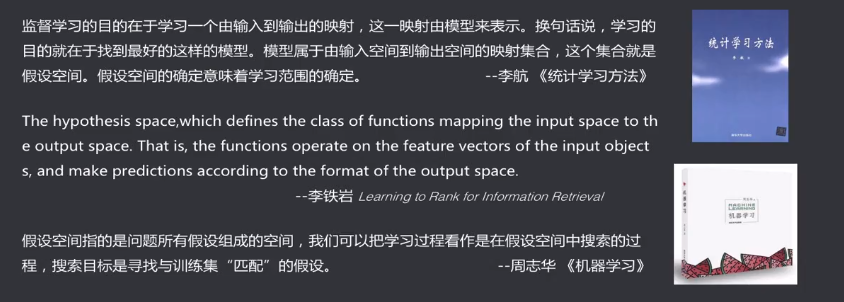 监督学习的目的在于学习一个由输入到输出的映射，这一映射由模型来表示。换句话说，学习的
目的就在于找到最好的这样的模型。模型属于由输入空间到输出空间的映射集合，这个集合就是
假设空间。假设空间的确定意味着学习范围的确定。 --李航 《统计学习方法》
The hypothesis space,which defines the class of functions mapping the input space to th
e output space. That is, the functions operate on the feature vectors of the input object
s, and make predictions according to the format of the output space.
--李铁岩 Learning to Rank for Information Retrieval
假设空间指的是问题所有假设组成的空间，我们可以把学习过程看作是在假设空间中搜索的过
程，搜索目标是寻找与训练集“匹配”的假设。 --周志华 《机器学习》
统计学习方法
李航
机器学习
MACHINE
LEARNING
机器学习